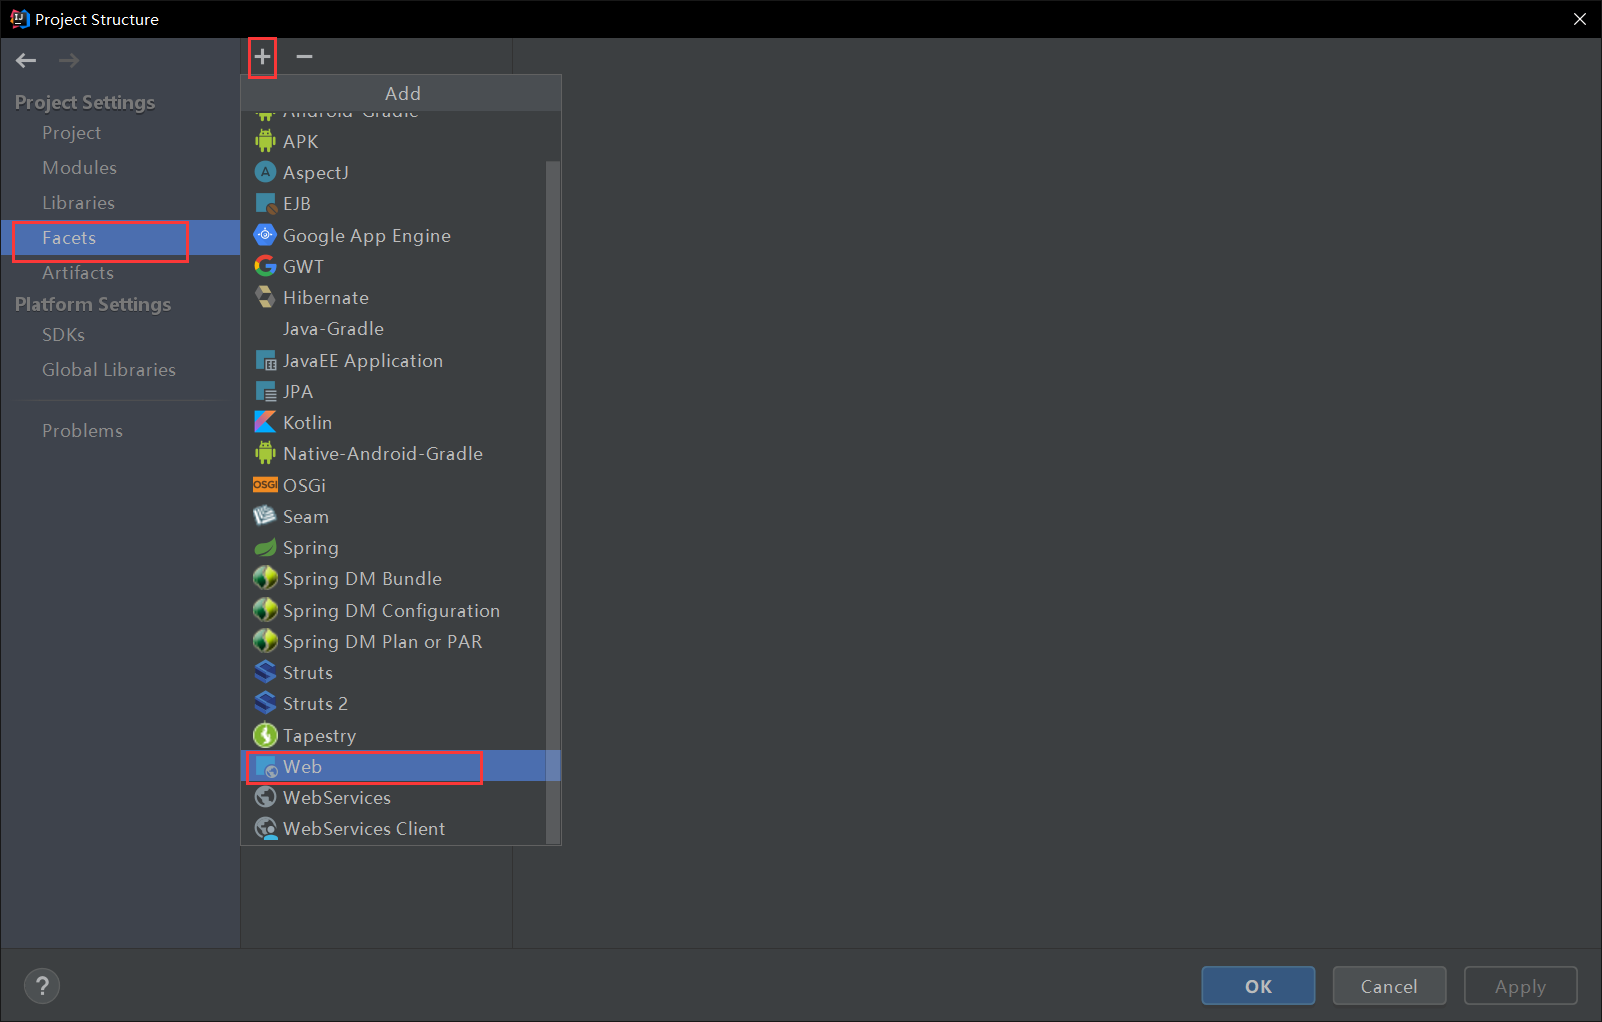 Project Structure
Project Settings
Project
Modules
Libraries
Facets
Artifacts
Platform Settings
SDKs
Global Libraries
Problems
Add
Android-Gradle
APK
AspectJ
EJB
Google App Engine
GWT
Hibernate
Java-Gradle
JavaEE Application
JPA
Kotlin
Native-Android-Gradle
OSGi
Seam
Spring
Spring DM Bundle
Spring DM Configuration
Spring DM Plan or PAR
Struts
Struts 2
Tapestry
Web
WebServices
WebServices Client
?
OK
Cancel
Apply